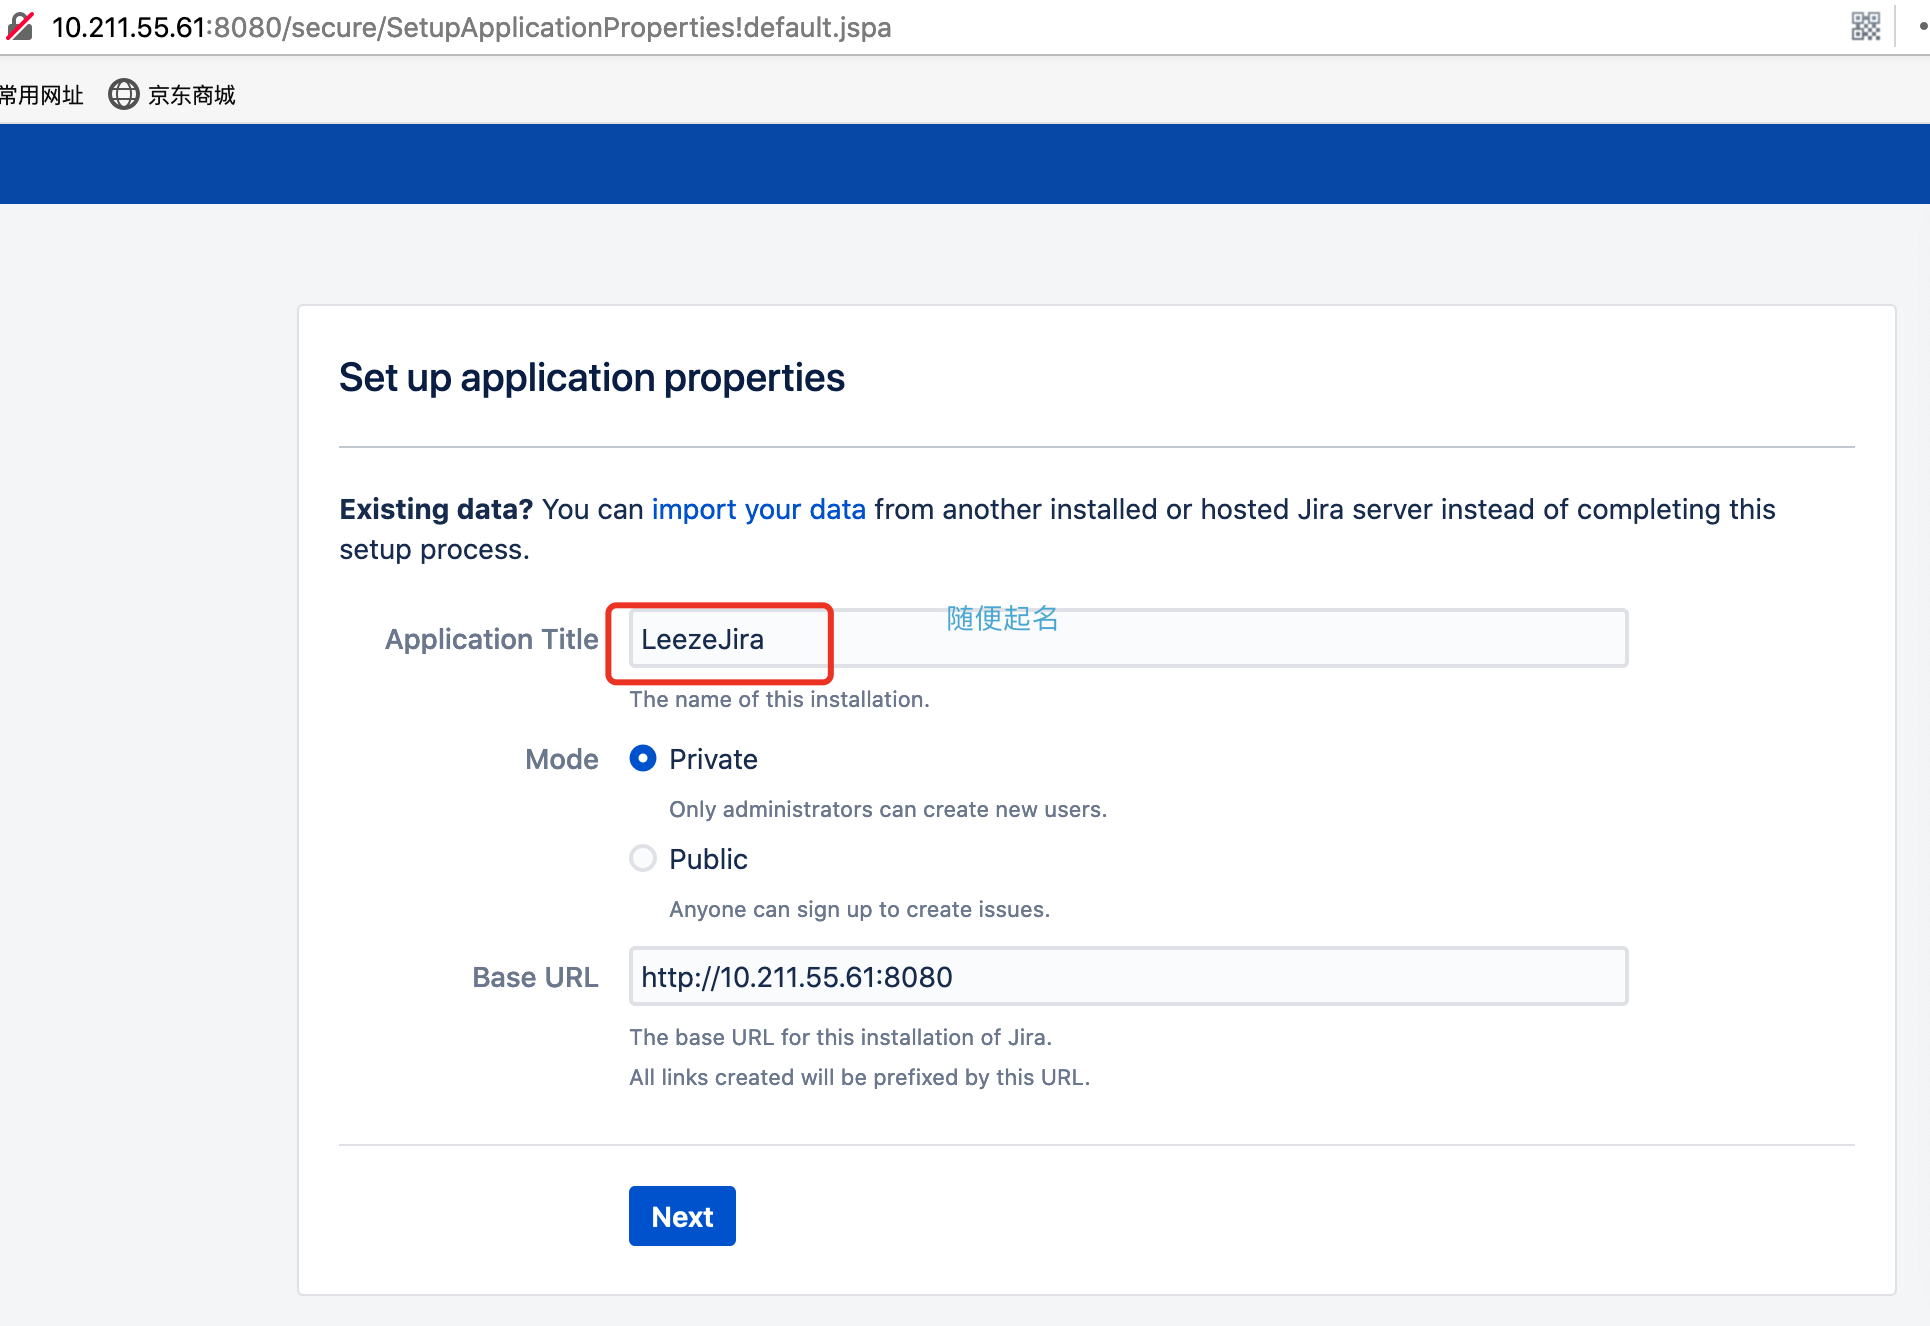 10.211.55.61:8080/secure/SetupApplicationProperties!default.jspa
常用网址 京东商城
Set up application properties
Existing data? You can import your data from another installed or hosted Jira server instead of completing this
setup process.
随便起名
Application Title LeezeJira
The name of this installation.
Mode Private
Only administrators can create new users.
Public
Anyone can sign up to create issues.
Base URL http://10.211.55.61:8080
The base URL for this installation of Jira.
All links created will be prefixed by this URL.
Next